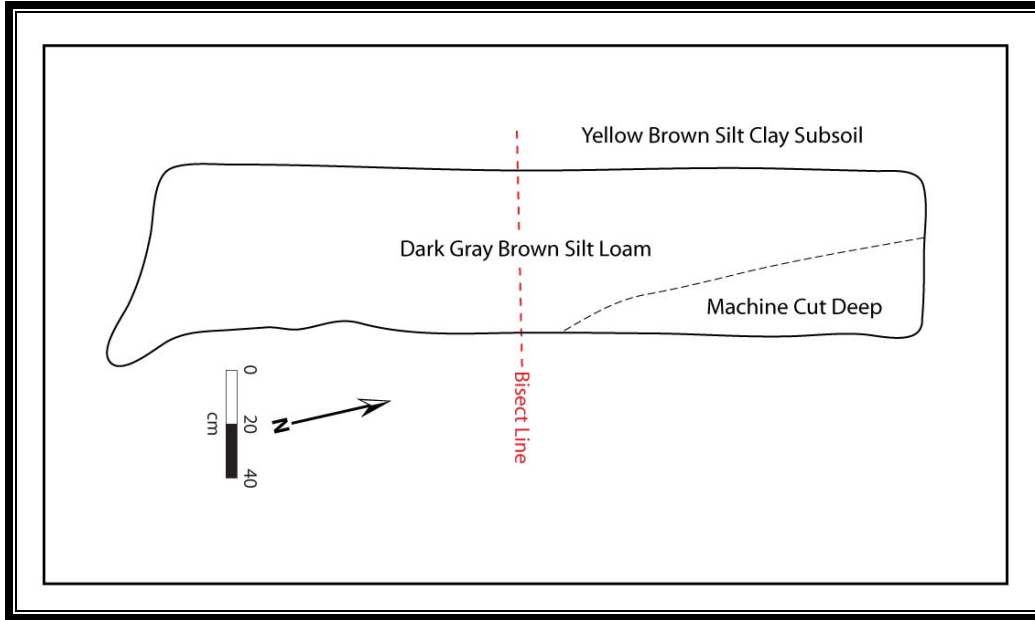 Yellow Brown Silt Clay Subsoil
Dark Gray Brown Silt Loam
Machine Cut Deep
Bisect Line
0
20
40
cm
N